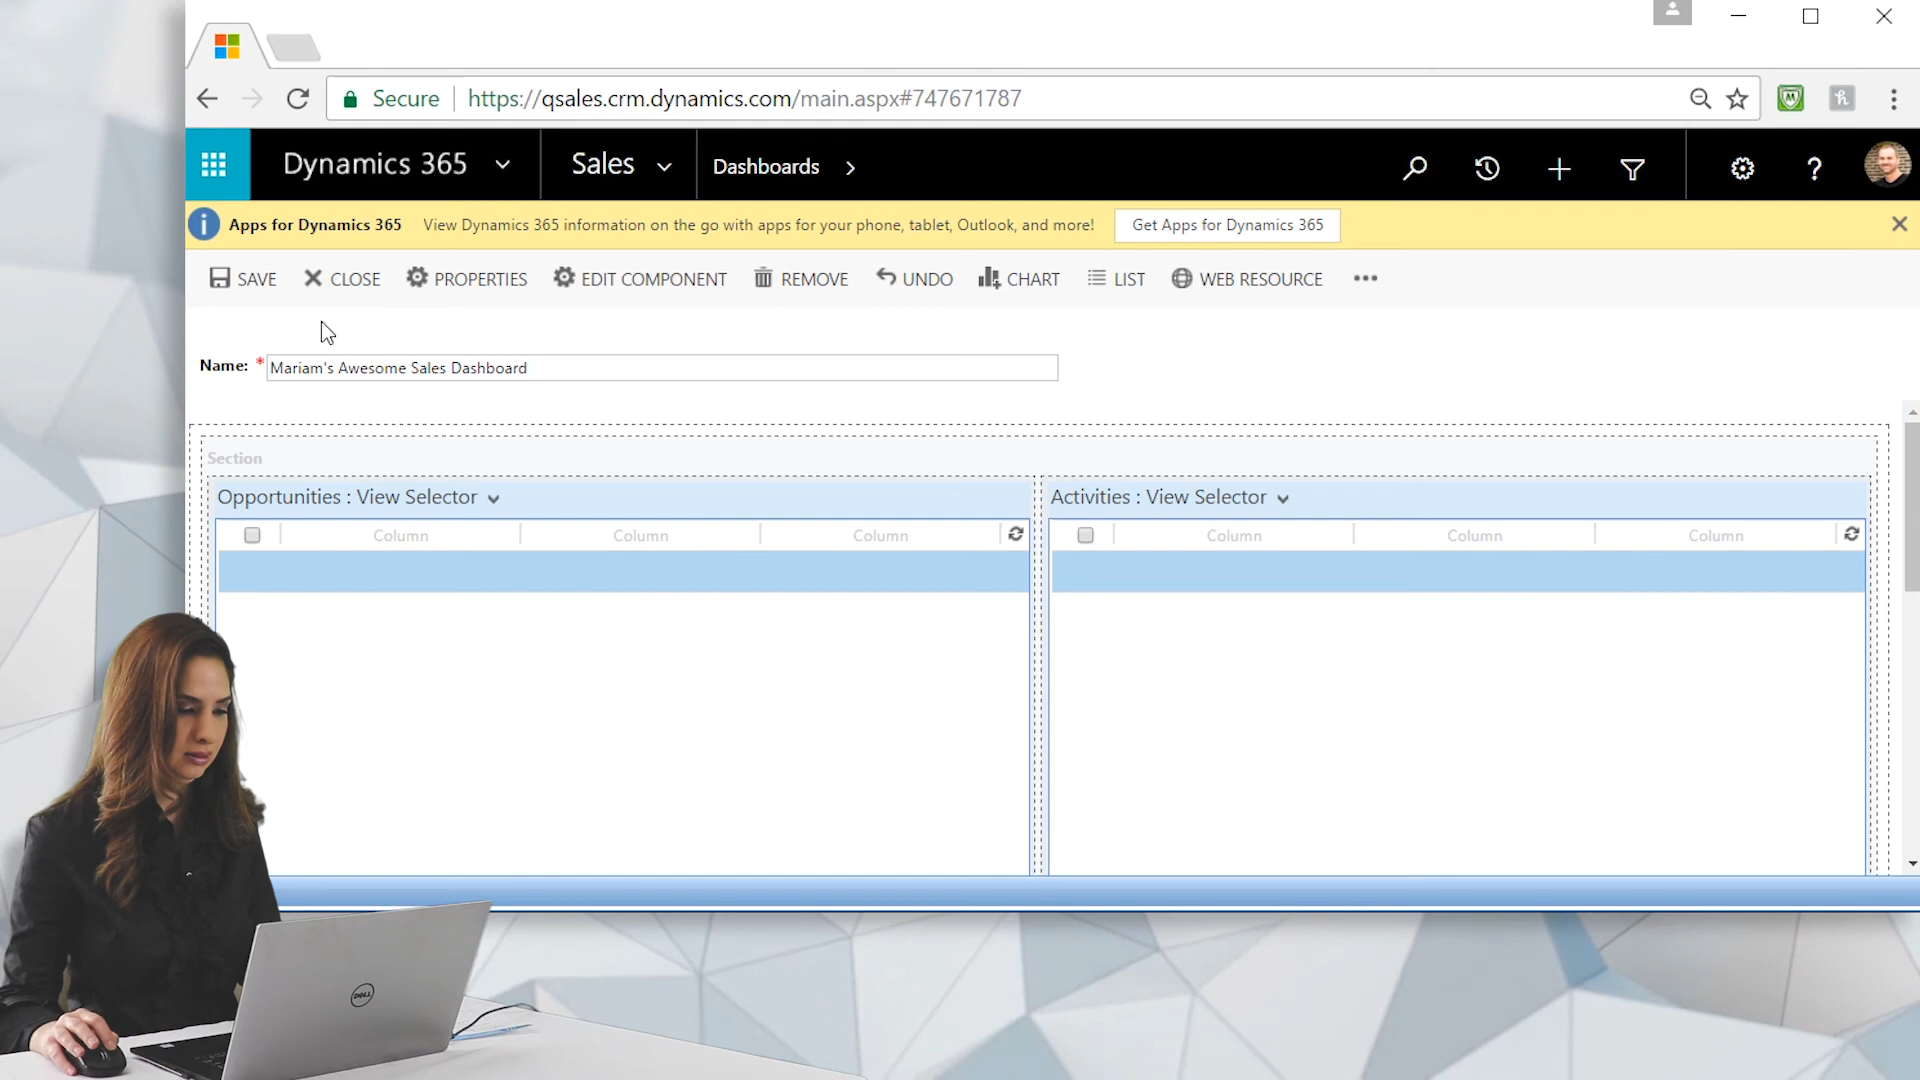 Secure https://qsales.crm.dynamics.com/main.aspx#747671787
Dynamics 365 Sales Dashboards
Apps for Dynamics 365 View Dynamics 365 information on the go with apps for your phone, tablet, Outlook, and more! Get Apps for Dynamics 365
SAVE CLOSE PROPERTIES EDIT COMPONENT REMOVE UNDO CHART LIST WEB RESOURCE •••
Name: * Mariam's Awesome Sales Dashboard
Section
Opportunities : View Selector Activities : View Selector
Column Column Column Column Column Column
DELL